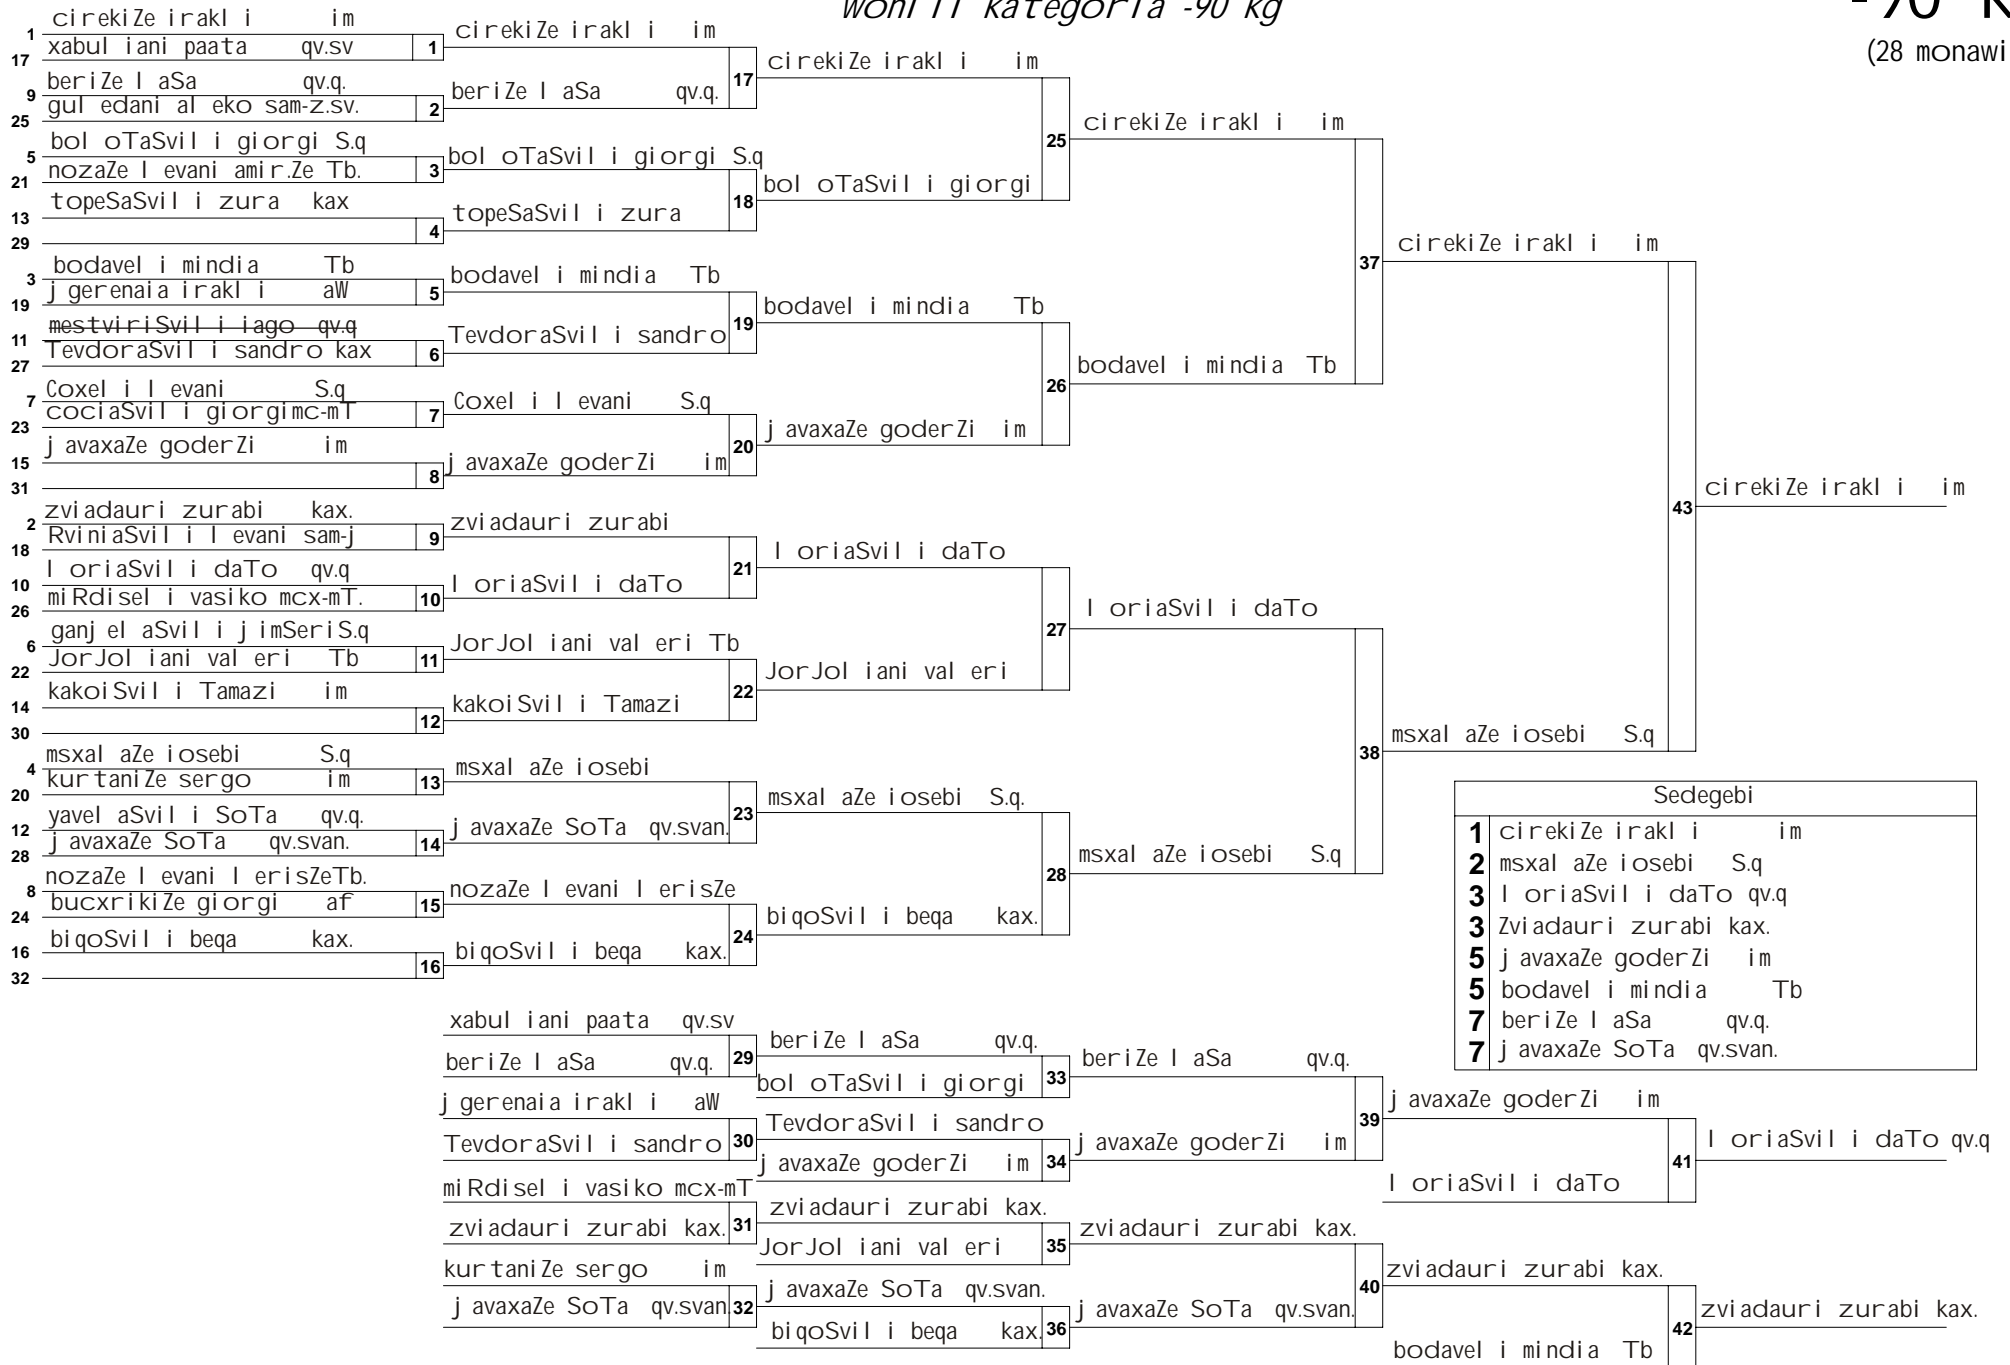 woniTi kategoria -90 kg
(28 monawi
1 cirekiZe irakli im
17 xabuliani paata qv.sv
9 beriZe laSa qv.q.
25 guledani aleko sam-z.sv.
5 boloTaSvili giorgi S.q
21 nozaZe levani amir.Ze Tb.
13 topeSaSvili zura kax
29
3 bodaveli mindia Tb
19 jgerenaia irakli aW
11 mestviriSvili iago qv.q
27 TevdoraSvili sandro kax
7 Coxeli levani S.q
23 cociaSvili giorgi mc-mT
15 javaxaZe goderZi im
31
2 zviadauri zurabi kax.
18 RviniaSvili levani sam-j
10 loriaSvili daTo qv.q
26 miRdiseli vasiko mcx-mT.
6 ganjelaSvili jimSeri S.q
22 JorJoliani valeri Tb
14 kakoiSvili Tamazi im
30
4 msxalaZe iosebi S.q
20 kurtaniZe sergo im
12 yavelaSvili SoTa qv.q.
28 javaxaZe SoTa qv.svan.
8 nozaZe levani lerisZe Tb.
24 bucxrikiZe giorgi af
16 biqoSvili beqa kax.
32
1 cirekiZe irakli im
2 beriZe laSa qv.q.
3 boloTaSvili giorgi S.q
4 topeSaSvili zura
5 bodaveli mindia Tb
6 TevdoraSvili sandro
7 Coxeli levani S.q
8 javaxaZe goderZi im
9 zviadauri zurabi
10 loriaSvili daTo
11 JorJoliani valeri Tb
12 kakoiSvili Tamazi
13 msxalaZe iosebi
14 javaxaZe SoTa qv.svan.
15 nozaZe levani lerisZe
16 biqoSvili beqa kax.
17 cirekiZe irakli im
18 boloTaSvili giorgi
19 bodaveli mindia Tb
20 javaxaZe goderZi im
21 loriaSvili daTo
22 JorJoliani valeri
23 msxalaZe iosebi S.q.
24 biqoSvili beqa kax.
25 cirekiZe irakli im
26 bodaveli mindia Tb
27 loriaSvili daTo
28 msxalaZe iosebi S.q
37 cirekiZe irakli im
38 msxalaZe iosebi S.q
43 cirekiZe irakli im
Sedegebi
1 cirekiZe irakli im
2 msxalaZe iosebi S.q
3 loriaSvili daTo qv.q
3 Zviadauri zurabi kax.
5 javaxaZe goderZi im
5 bodaveli mindia Tb
7 beriZe laSa qv.q.
7 javaxaZe SoTa qv.svan.
xabuliani paata qv.sv
beriZe laSa qv.q.
jgerenaia irakli aW
TevdoraSvili sandro
miRdiseli vasiko mcx-mT
zviadauri zurabi kax.
kurtaniZe sergo im
javaxaZe SoTa qv.svan.
29 beriZe laSa qv.q.
boloTaSvili giorgi
30 TevdoraSvili sandro
javaxaZe goderZi im
31 zviadauri zurabi kax.
JorJoliani valeri
32 javaxaZe SoTa qv.svan.
biqoSvili beqa kax.
33 beriZe laSa qv.q.
34 javaxaZe goderZi im
35 zviadauri zurabi kax.
36 javaxaZe SoTa qv.svan.
39 javaxaZe goderZi im
loriaSvili daTo
40 zviadauri zurabi kax.
bodaveli mindia Tb
41 loriaSvili daTo qv.q
42 zviadauri zurabi kax.